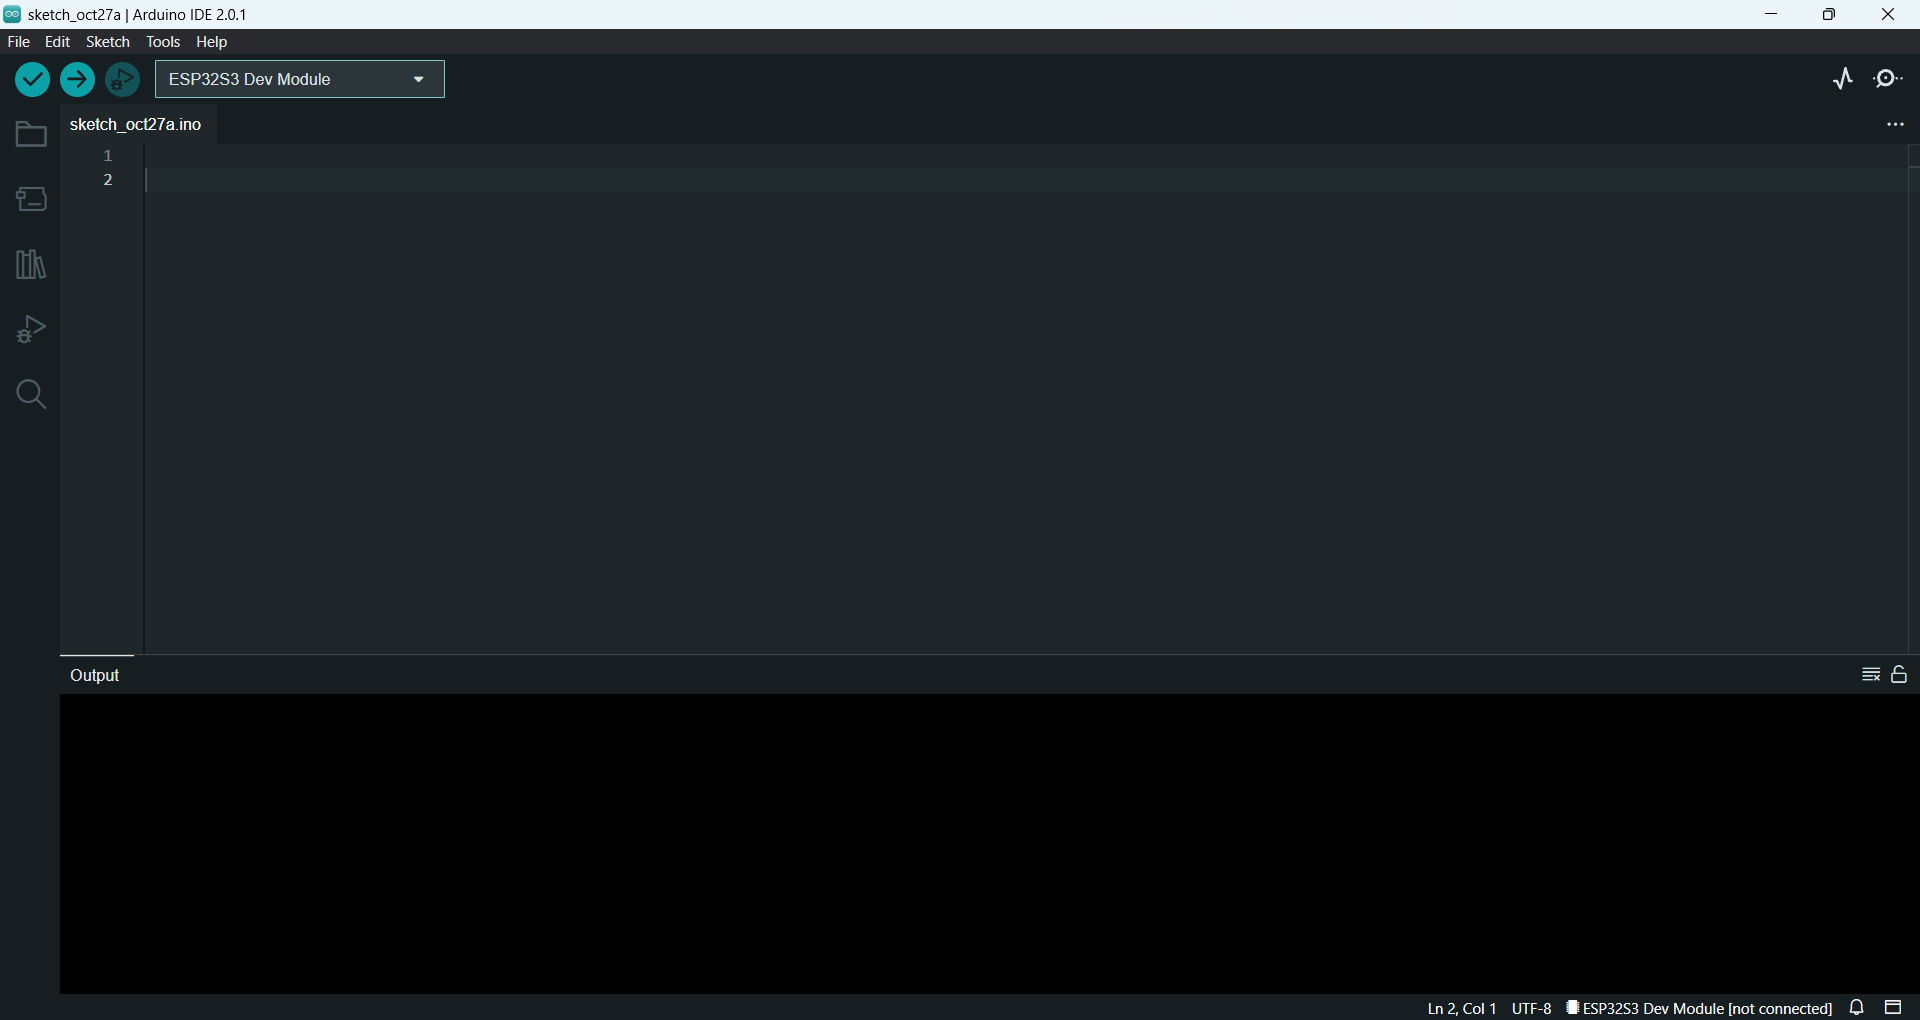 sketch_oct27a | Arduino IDE 2.0.1
File Edit Sketch Tools Help
ESP32S3 Dev Module
sketch_oct27a.ino
1
2
Output
Ln 2, Col 1 UTF-8 ESP32S3 Dev Module [not connected]